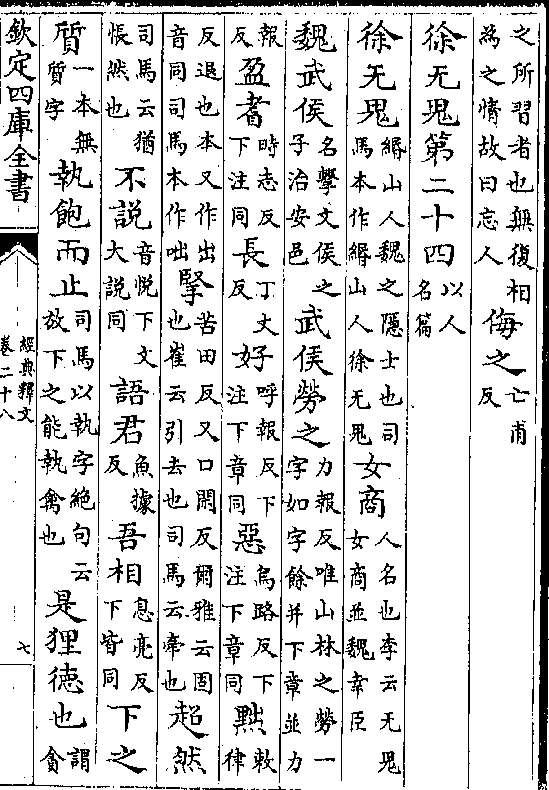 之所習者也無復相
為之情故曰忘人 侮之 亡甫
反
徐无鬼第二十四 以人
名篇
徐无鬼 緡山人魏之隱士也司
馬本作緡山人徐无鬼 女商 人名也李云无鬼
女商並魏幸臣
魏武侯 名擊文侯之
子治安邑 武侯勞之 力報反唯山林之勞一
字如字餘并下章並力
報
反 盈耆 時志反
下注同 長 丁丈
反 好 呼報反下
注下章同 惡 烏路反下
注下章同 黜 敕
律
反退也本又作出
音同司馬本作咄 掔 苦田反又口閑反爾雅云固
也崔云引去也司馬云牽也 超然
司馬云猶
悵然也 不說 音悅下文
大説同 語君 魚據
反 吾相 息亮反
下皆同 下之
質 一本無
質字 執飽而止 司馬以執字絶句云
放下之能執禽也 是狸徳也 謂
貪
欽定四庫全書
經典釋文
卷二十八
七